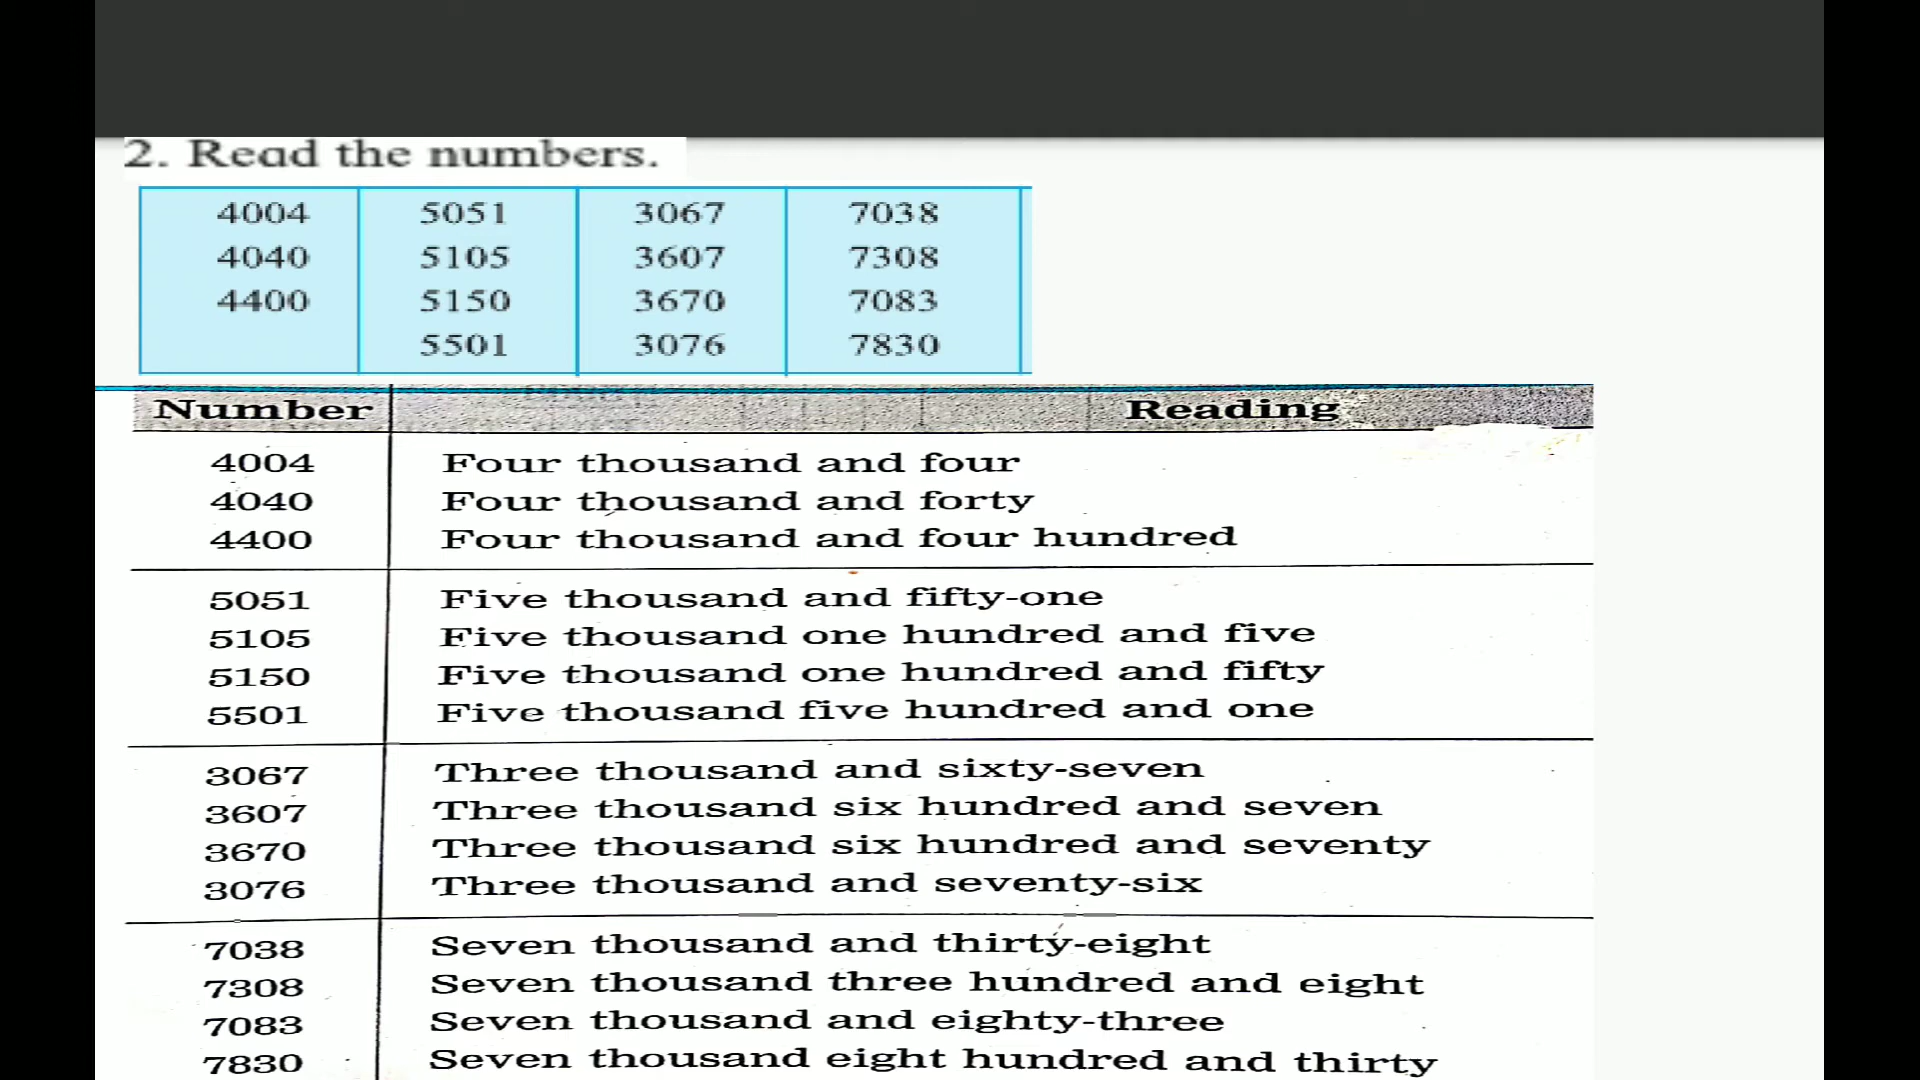 2. Read the numbers.
4004 5051 3067 7038
4040 5105 3607 7308
4400 5150 3670 7083
5501 3076 7830
Number Reading
4004 Four thousand and four
4040 Four thousand and forty
4400 Four thousand and four hundred
5051 Five thousand and fifty-one
5105 Five thousand one hundred and five
5150 Five thousand one hundred and fifty
5501 Five thousand five hundred and one
3067 Three thousand and sixty-seven
3607 Three thousand six hundred and seven
3670 Three thousand six hundred and seventy
3076 Three thousand and seventy-six
7038 Seven thousand and thirty-eight
7308 Seven thousand three hundred and eight
7083 Seven thousand and eighty-three
7830 Seven thousand eight hundred and thirty